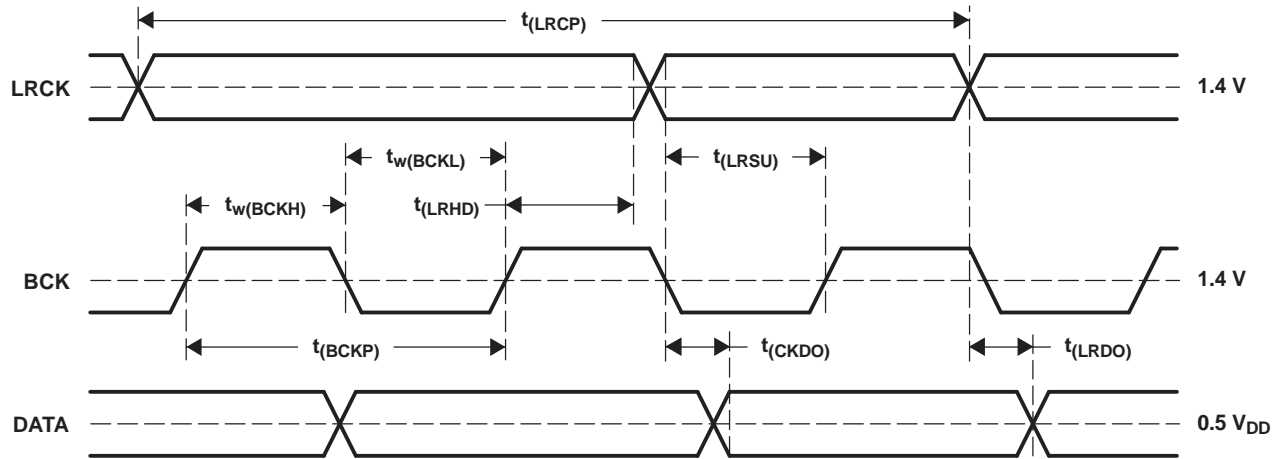 t(LRCP)
LRCK
1.4 V
tw(BCKL)
t(LRSU)
tw(BCKH)
t(LRHD)
BCK
1.4 V
t(BCKP)
t(CKDO)
t(LRDO)
DATA
0.5 VDD